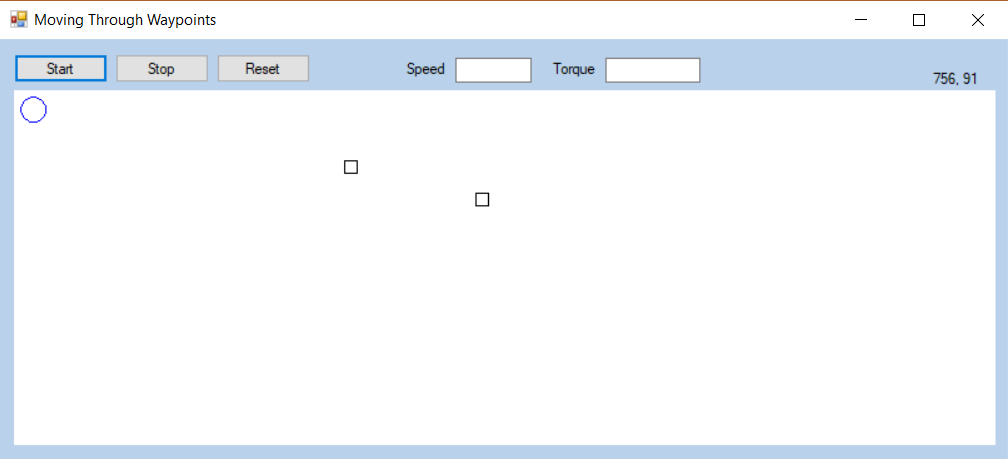 Moving Through Waypoints
Start Stop Reset Speed Torque
756, 91